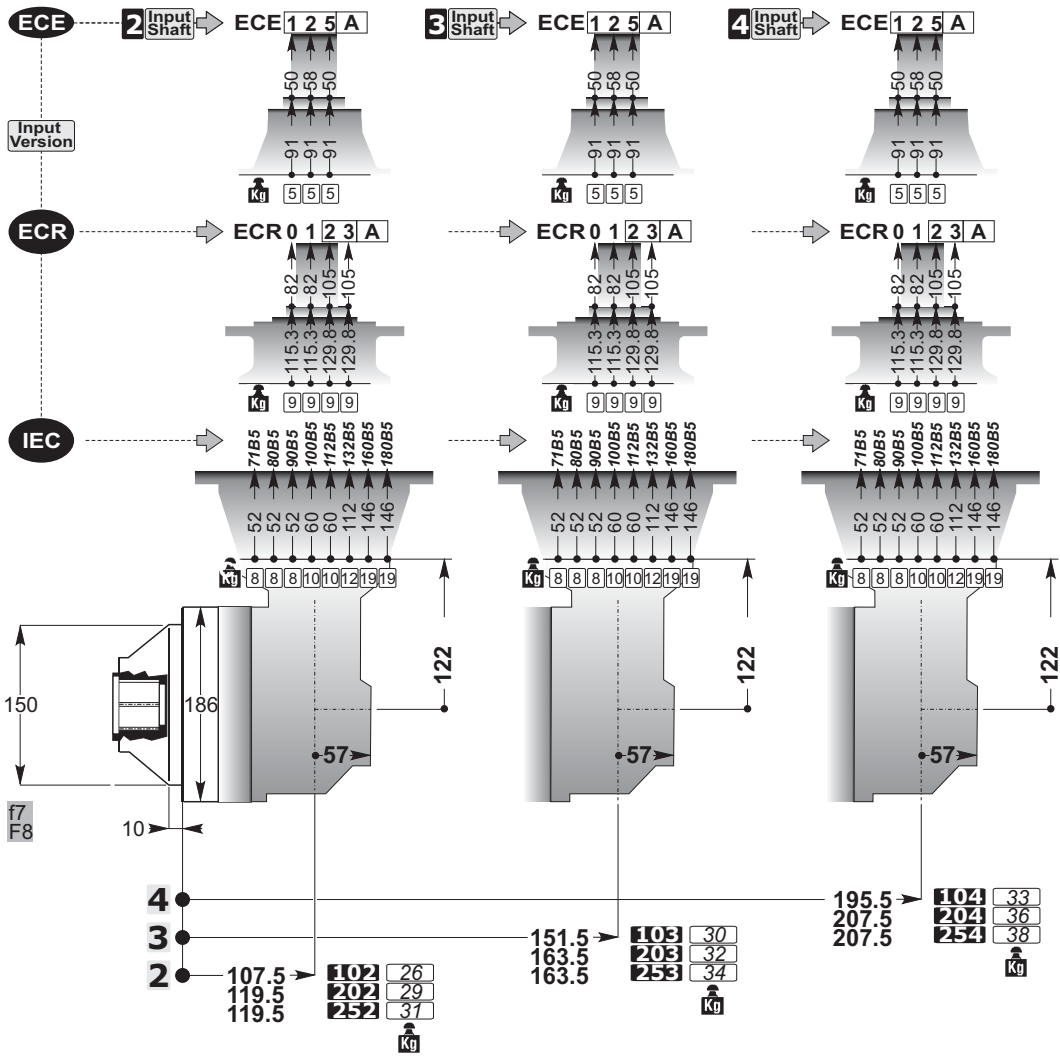 ECE 2 Input Shaft ECE 1 2 5 A 3 Input Shaft ECE 1 2 5 A 4 Input Shaft ECE 1 2 5 A
50 58 50 50 58 50 50 58 50
Input Version
91 91 91 91 91 91 91 91 91
Kg 5 5 5 Kg 5 5 5 Kg 5 5 5
ECR ECR 0 1 2 3 A ECR 0 1 2 3 A ECR 0 1 2 3 A
82 82 105 105 82 82 105 105 82 82 105 105
115.3 115.3 129.8 129.8 115.3 115.3 129.8 129.8 115.3 115.3 129.8 129.8
Kg 9 9 9 9 Kg 9 9 9 9 Kg 9 9 9 9
IEC 71B5 80B5 90B5 100B5 112B5 132B5 160B5 180B5 71B5 80B5 90B5 100B5 112B5 132B5 160B5 180B5 71B5 80B5 90B5 100B5 112B5 132B5 160B5 180B5
52 52 52 60 60 112 146 146 52 52 52 60 60 112 146 146 52 52 52 60 60 112 146 146
Kg 8 8 8 10 10 12 19 19 Kg 8 8 8 10 10 12 19 19 Kg 8 8 8 10 10 12 19 19
122 122 122
150 186
57 57 57
f7
F8
10
4 195.5 104 33
207.5 204 36
207.5 254 38
Kg
3 151.5 103 30
163.5 203 32
163.5 253 34
Kg
2 107.5 102 26
119.5 202 29
119.5 252 31
Kg